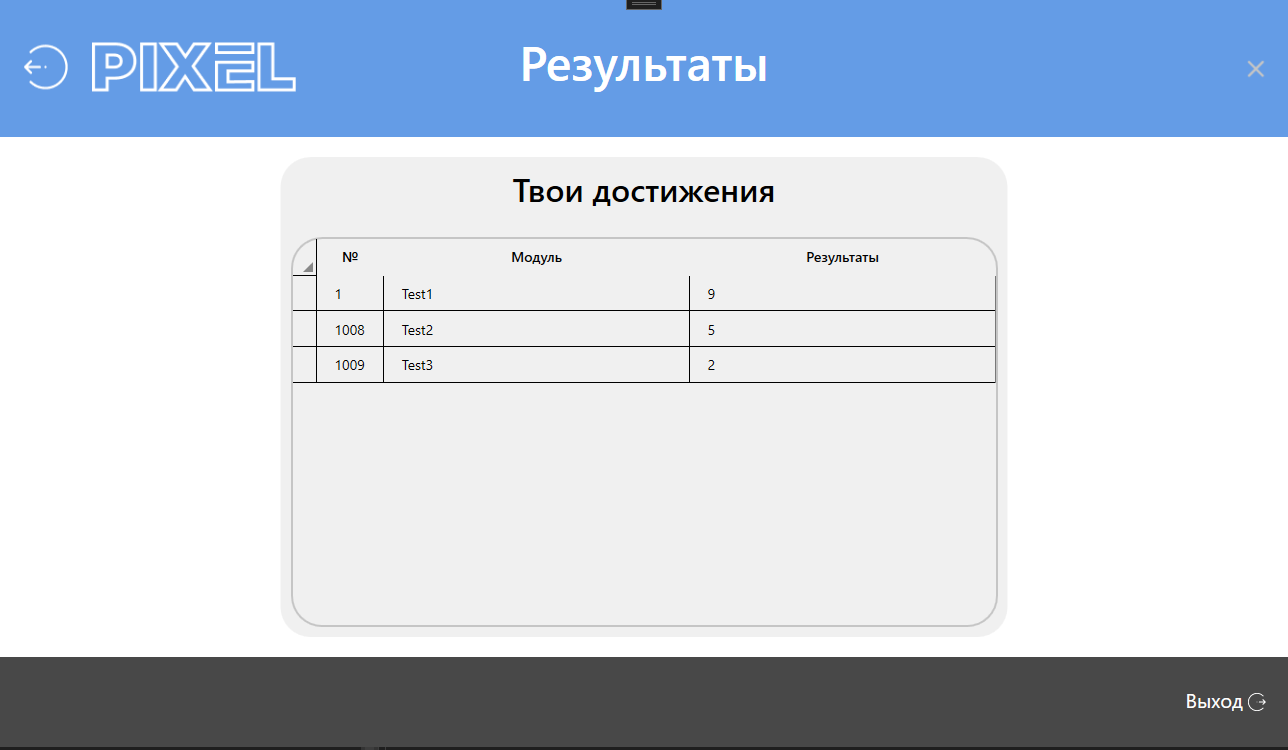 PIXEL
Результаты
Твои достижения
№ Модуль Результаты
1 Test1 9
1008 Test2 5
1009 Test3 2
Выход